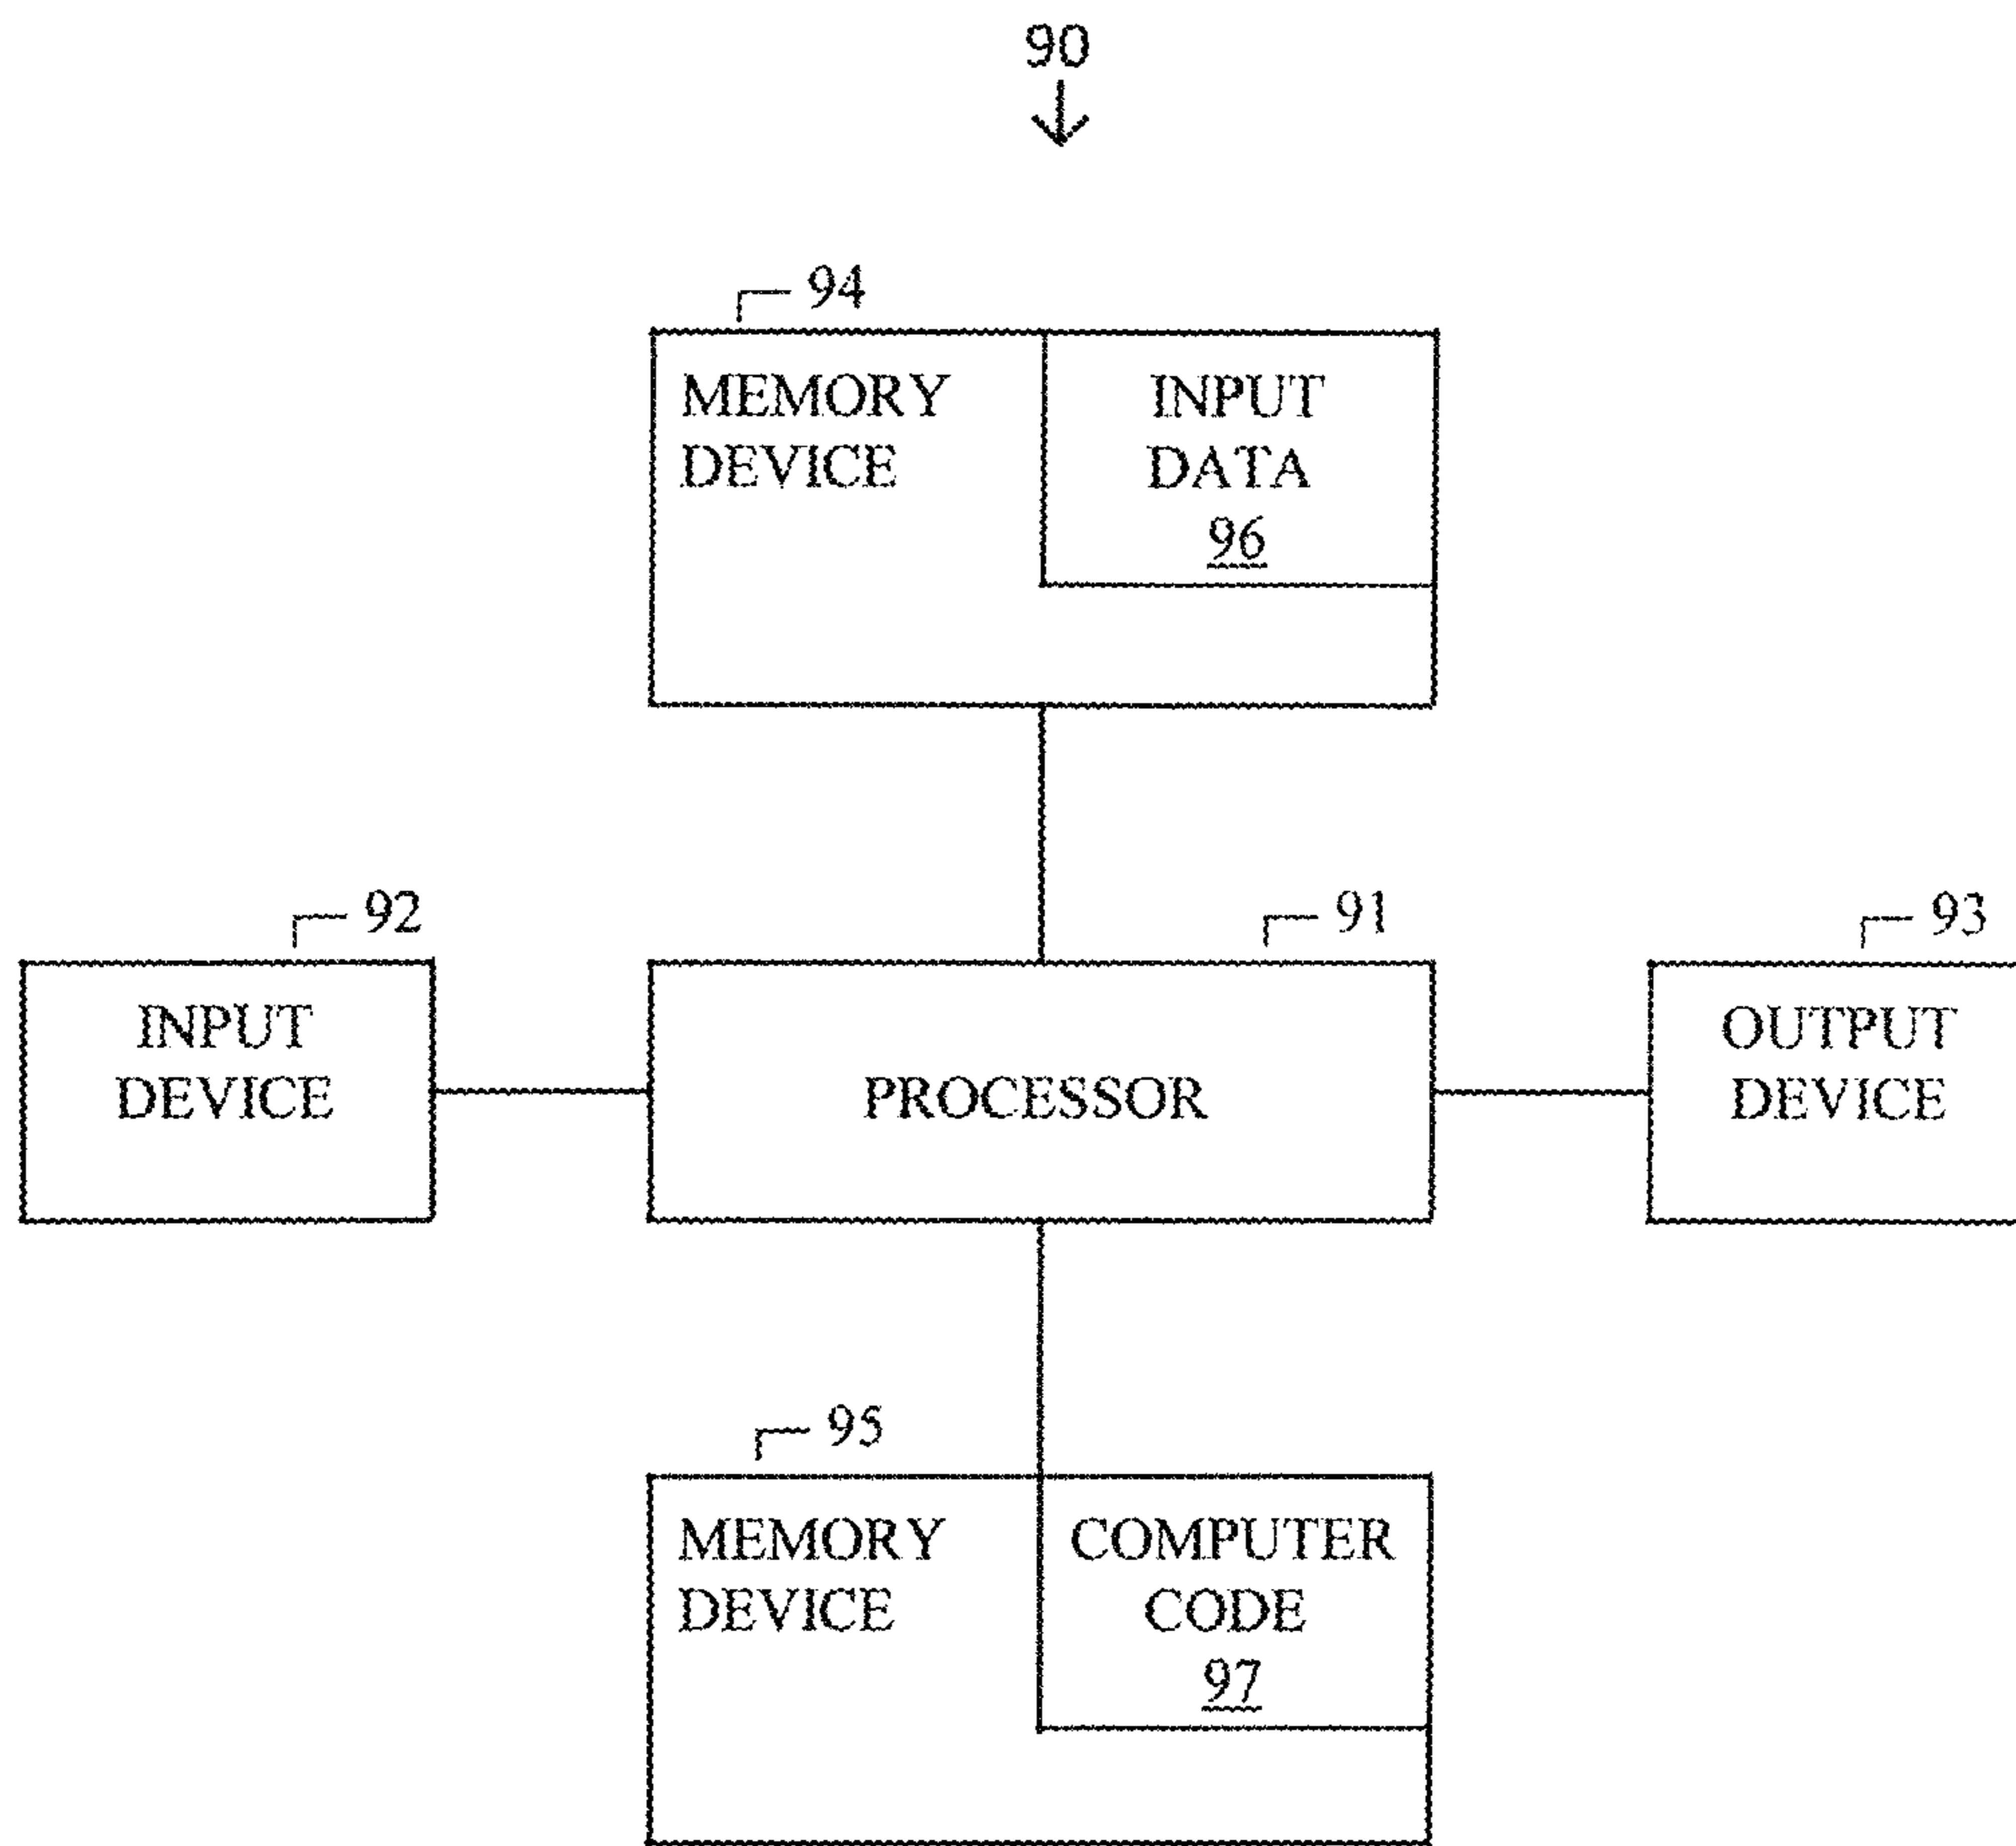 90
94
MEMORY
DEVICE
INPUT
DATA
96
92
INPUT
DEVICE
91
PROCESSOR
93
OUTPUT
DEVICE
95
MEMORY
DEVICE
COMPUTER
CODE
97